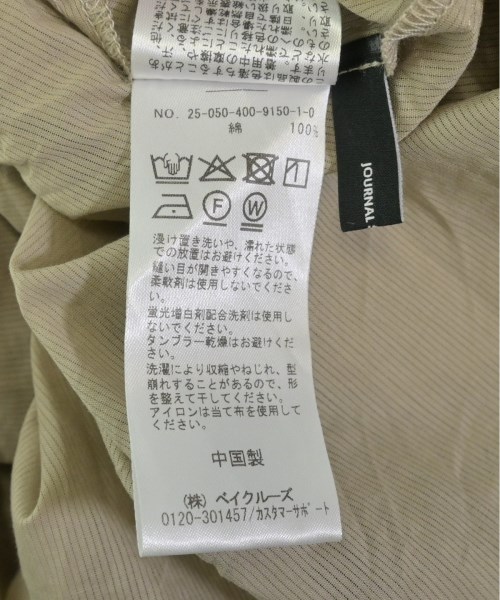 NO. 25-050-400-9150-1-0
綿 100%
F W
浸け置き洗いや、濡れた状態
での放置はお避けください。
縫い目が開きやすくなるので、
柔軟剤は使用しないでくださ
い。
蛍光増白剤配合洗剤は使用し
ないでください。
タンブラー乾燥はお避けくだ
さい。
洗濯により収縮やねじれ、型
崩れすることがあるので、形
を整えて干してください。
アイロンは当て布を使用して
ください。
中国製
(株) ベイクルーズ
0120-301457/カスタマーサポート
JOURNAL